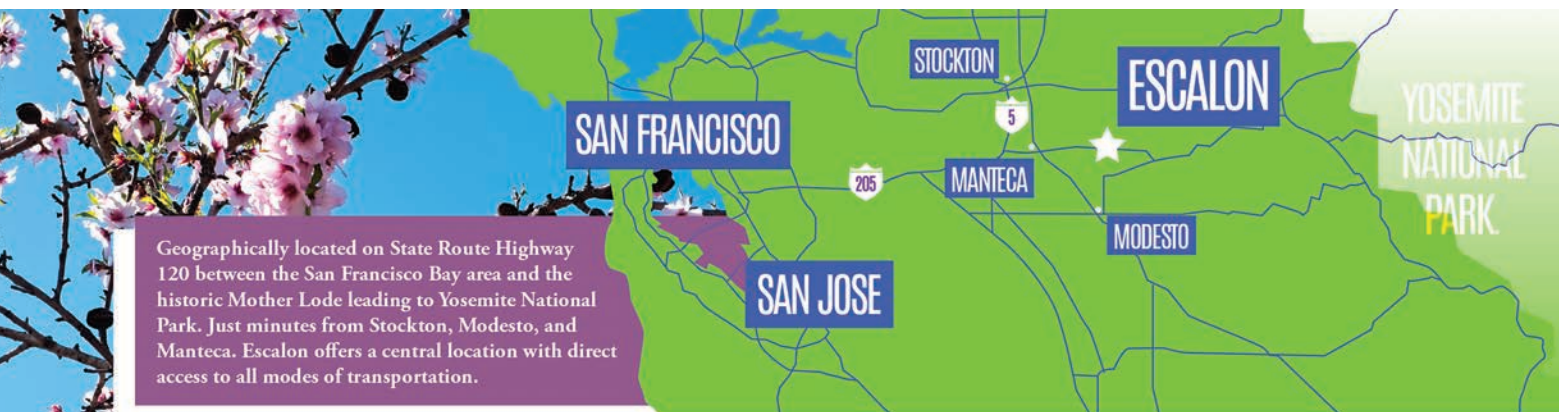 STOCKTON
ESCALON
YOSEMITE
NATIONAL
PARK
5
SAN FRANCISCO
205
MANTECA
MODESTO
SAN JOSE
Geographically located on State Route Highway
120 between the San Francisco Bay area and the
historic Mother Lode leading to Yosemite National
Park. Just minutes from Stockton, Modesto, and
Manteca. Escalon offers a central location with direct
access to all modes of transportation.